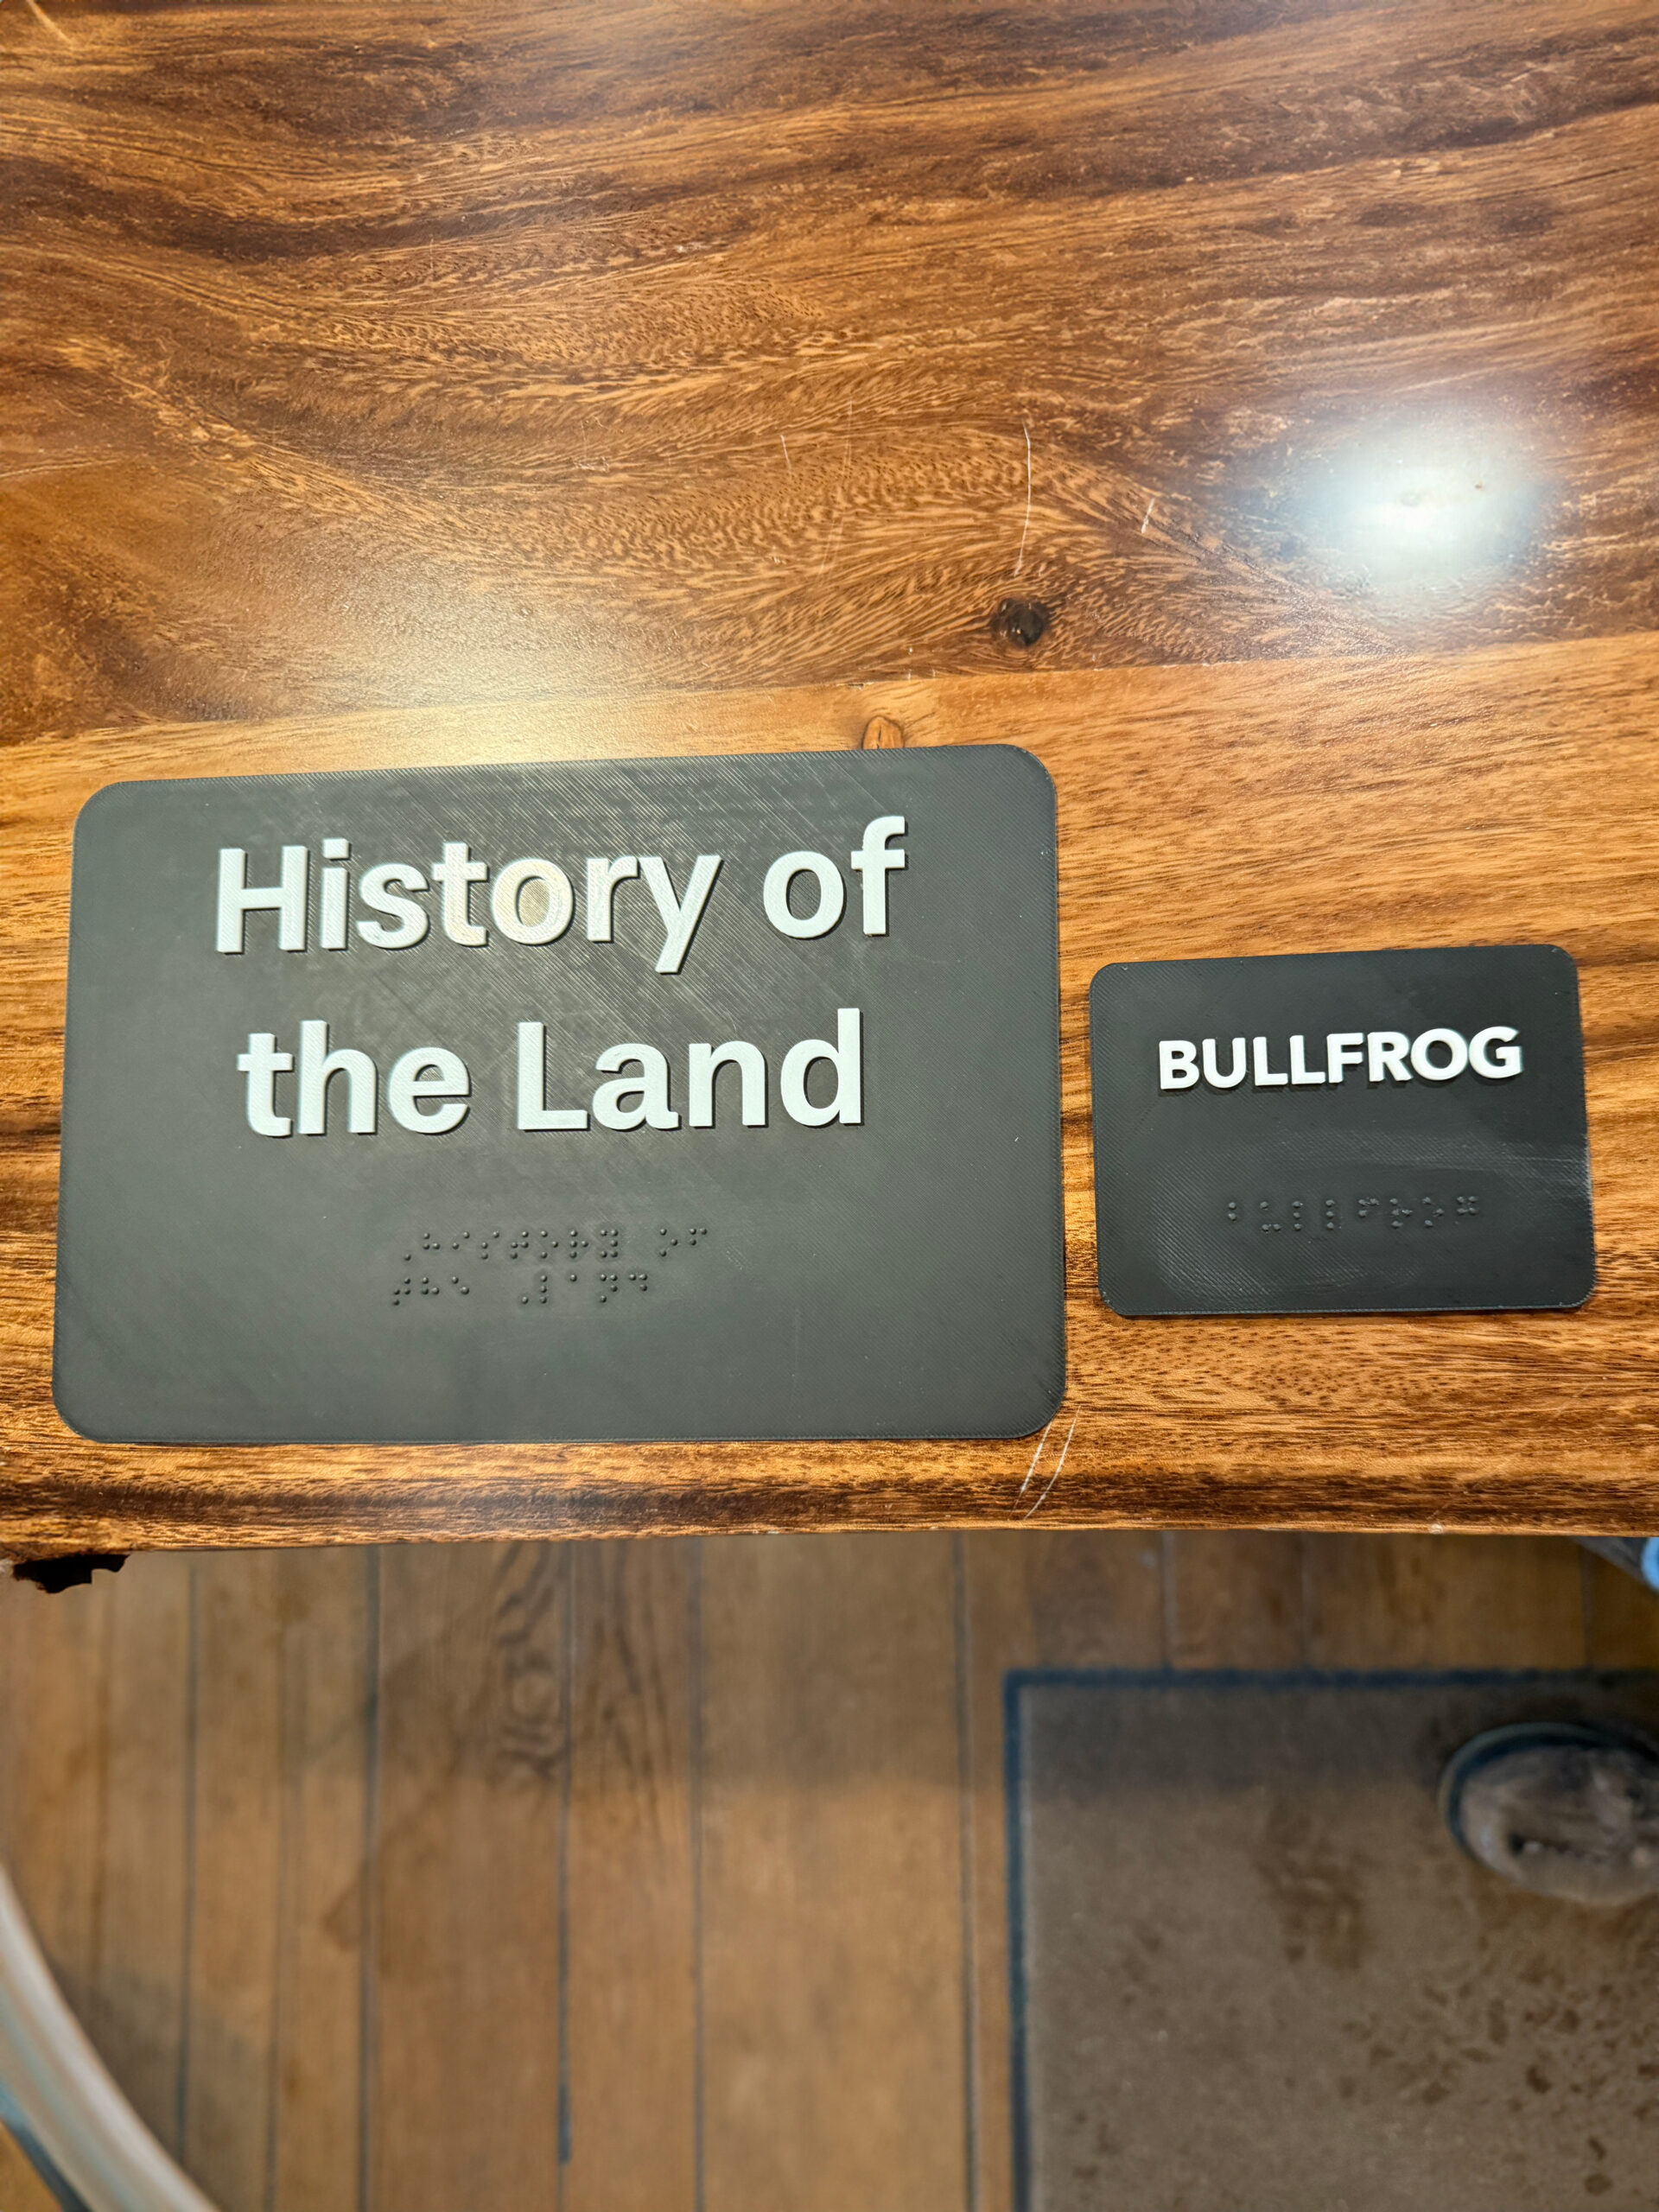 History of
the Land
⠠⠓⠊⠎⠞⠕⠗⠽ ⠕⠋
⠞⠓⠑ ⠠⠇⠁⠝⠙
BULLFROG
⠃⠥⠇⠇⠋⠗⠕⠛